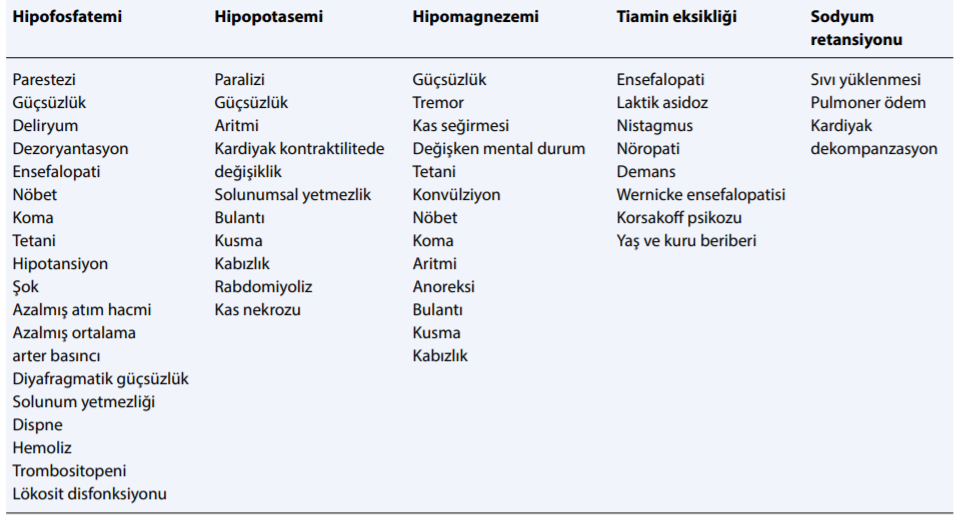 Hipofosfatemi Hipopotasemi Hipomagnezemi Tiamin eksikliği Sodyum
retansiyonu
Parestezi Paralizi Güçsüzlük Ensefalopati Sıvı yüklenmesi
Güçsüzlük Güçsüzlük Tremor Laktik asidoz Pulmoner ödem
Deliryum Aritmi Kas seğirmesi Nistagmus Kardiyak
Dezoryantasyon Kardiyak kontraktilitede Değişken mental durum Nöropati dekompanzasyon
Ensefalopati değişiklik Tetani Demans
Nöbet Solunumsal yetmezlik Konvülziyon Wernicke ensefalopatisi
Koma Bulantı Nöbet Korsakoff psikozu
Tetani Kusma Koma Yaş ve kuru beriberi
Hipotansiyon Kabızlık Aritmi
Şok Rabdomiyoliz Anoreksi
Azalmış atım hacmi Kas nekrozu Bulantı
Azalmış ortalama Kusma
arter basıncı Kabızlık
Diyafragmatik güçsüzlük
Solunum yetmezliği
Dispne
Hemoliz
Trombositopeni
Lökosit disfonksiyonu